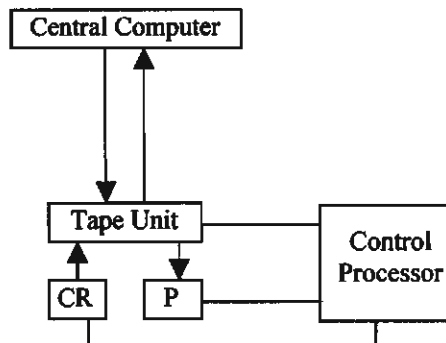 Central Computer
Tape Unit
Control
Processor
CR
P